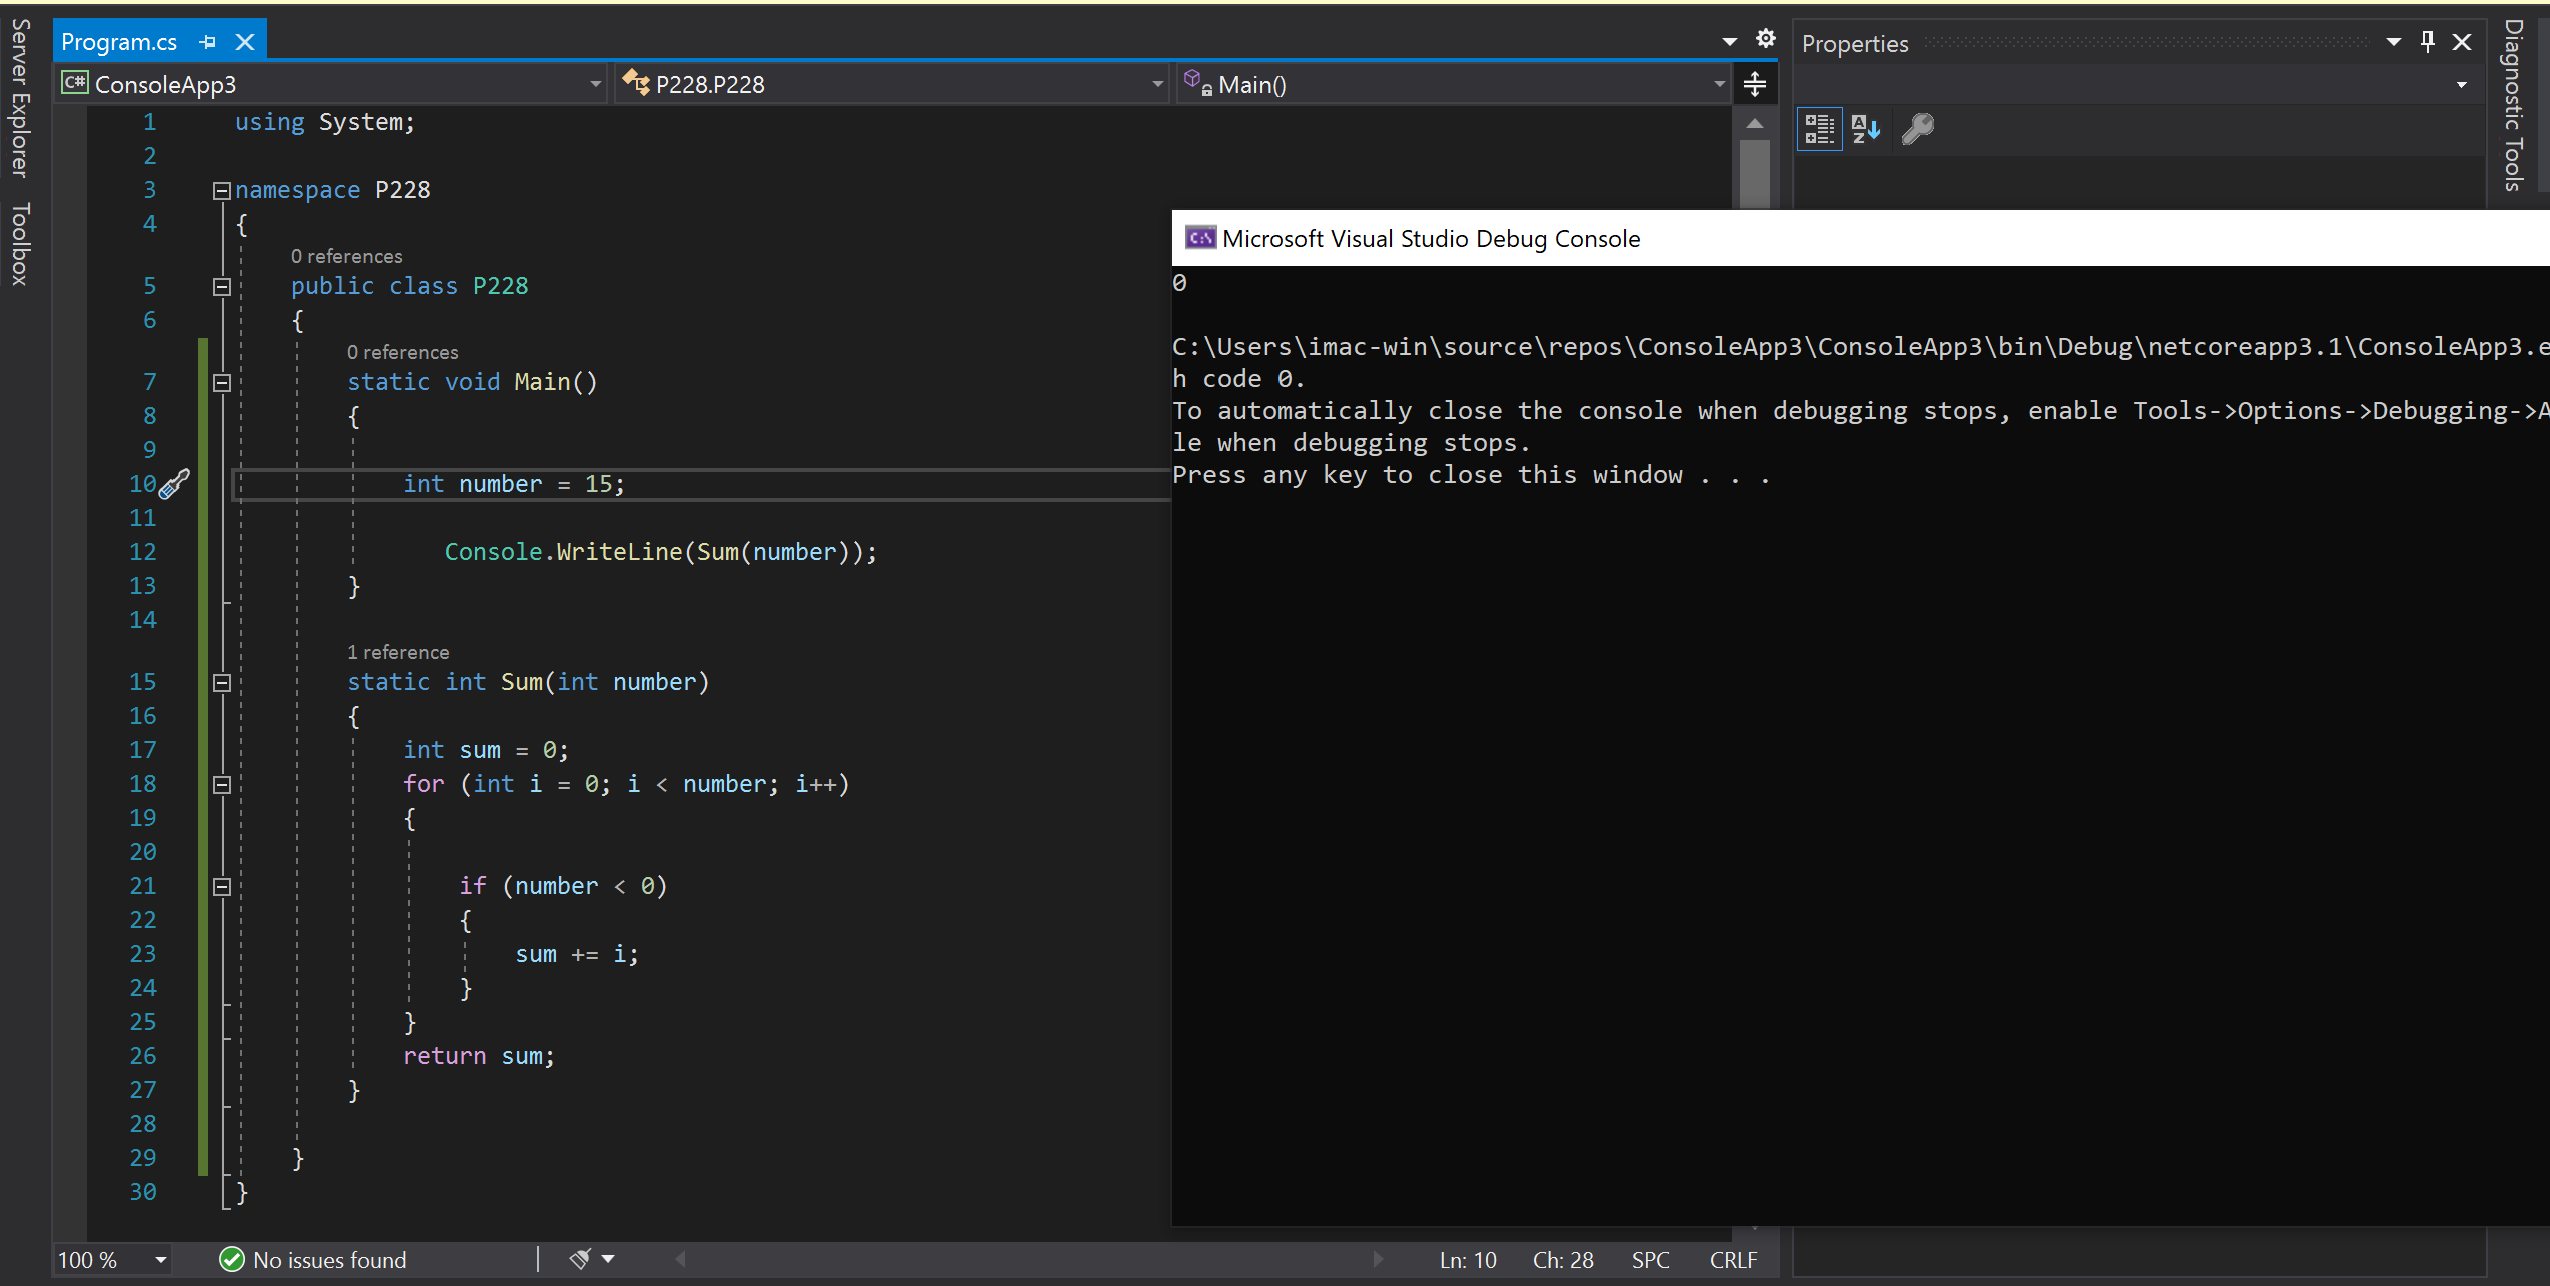 Server Explorer
Toolbox
Program.cs
C# ConsoleApp3
P228.P228
Main()
1 using System;
2
3 namespace P228
4 {
0 references
5 public class P228
6 {
0 references
7 static void Main()
8 {
9
10 int number = 15;
11
12 Console.WriteLine(Sum(number));
13 }
14
1 reference
15 static int Sum(int number)
16 {
17 int sum = 0;
18 for (int i = 0; i < number; i++)
19 {
20
21 if (number < 0)
22 {
23 sum += i;
24 }
25 }
26 return sum;
27 }
28
29 }
30 }
100 %
No issues found
Ln: 10 Ch: 28 SPC CRLF
Properties
A
Z
Diagnostic Tools
C:\ Microsoft Visual Studio Debug Console
0
C:\Users\imac-win\source\repos\ConsoleApp3\ConsoleApp3\bin\Debug\netcoreapp3.1\ConsoleApp3.e
h code 0.
To automatically close the console when debugging stops, enable Tools->Options->Debugging->A
le when debugging stops.
Press any key to close this window . . .